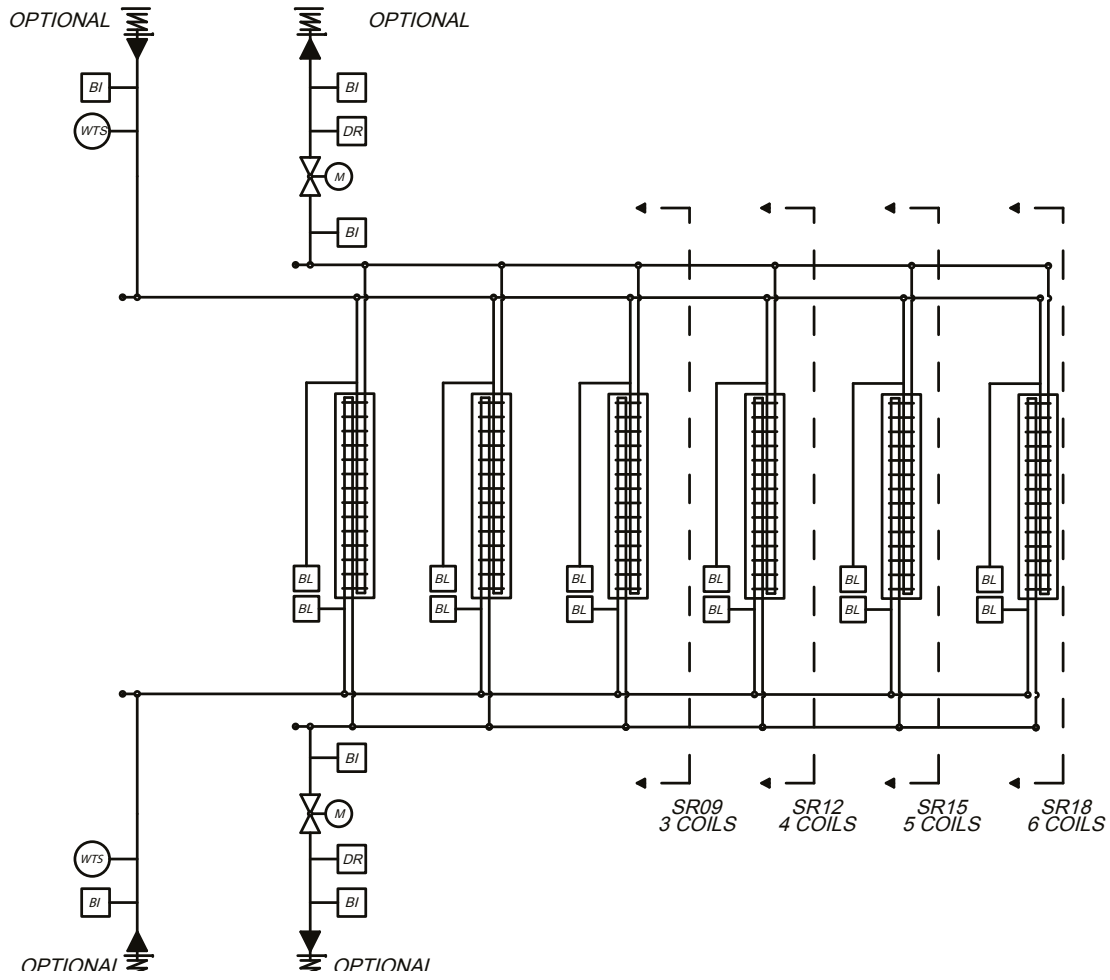 OPTIONAL
OPTIONAL
BI
BI
WTS
DR
M
BI
BL
BL
BL
BL
BL
BL
BL
BL
BL
BL
BL
BL
BI
SR09
3 COILS
SR12
4 COILS
SR15
5 COILS
SR18
6 COILS
M
WTS
DR
BI
BI
OPTIONAL
OPTIONAL